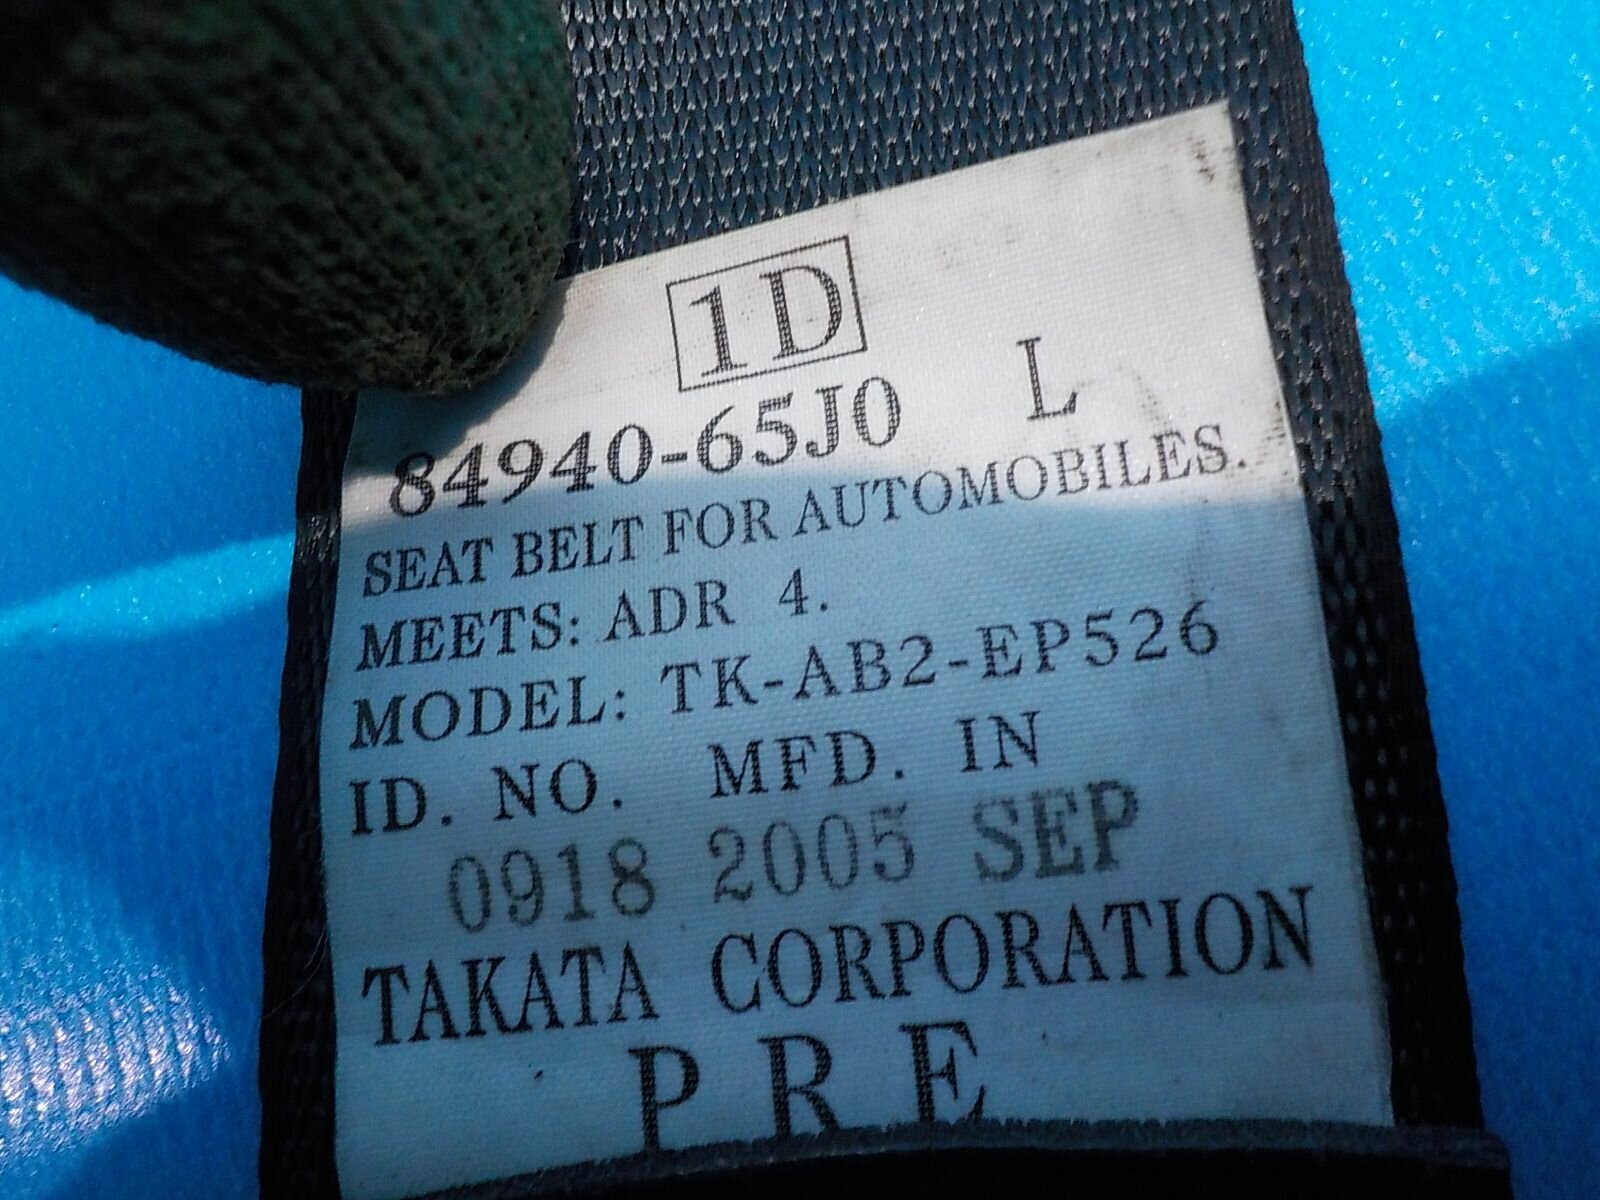 1D
84940-65J0 L
SEAT BELT FOR AUTOMOBILES.
MEETS: ADR 4.
MODEL: TK-AB2-EP526
ID. NO. MFD. IN
0918 2005 SEP
TAKATA CORPORATION
PRE